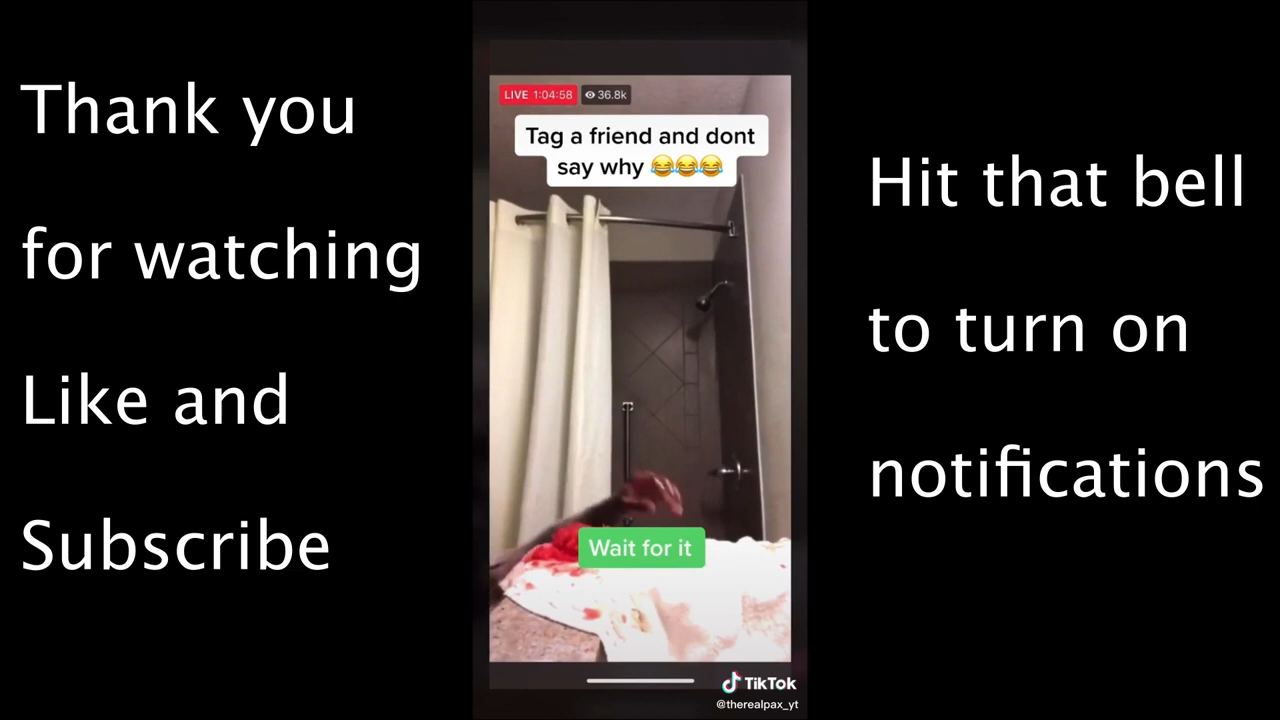 Thank you
for watching
Like and
Subscribe
LIVE 1:04:58 36.8k
Tag a friend and dont
say why 😂😂😂
Wait for it
TikTok
@therealpax_yt
Hit that bell
to turn on
notifications